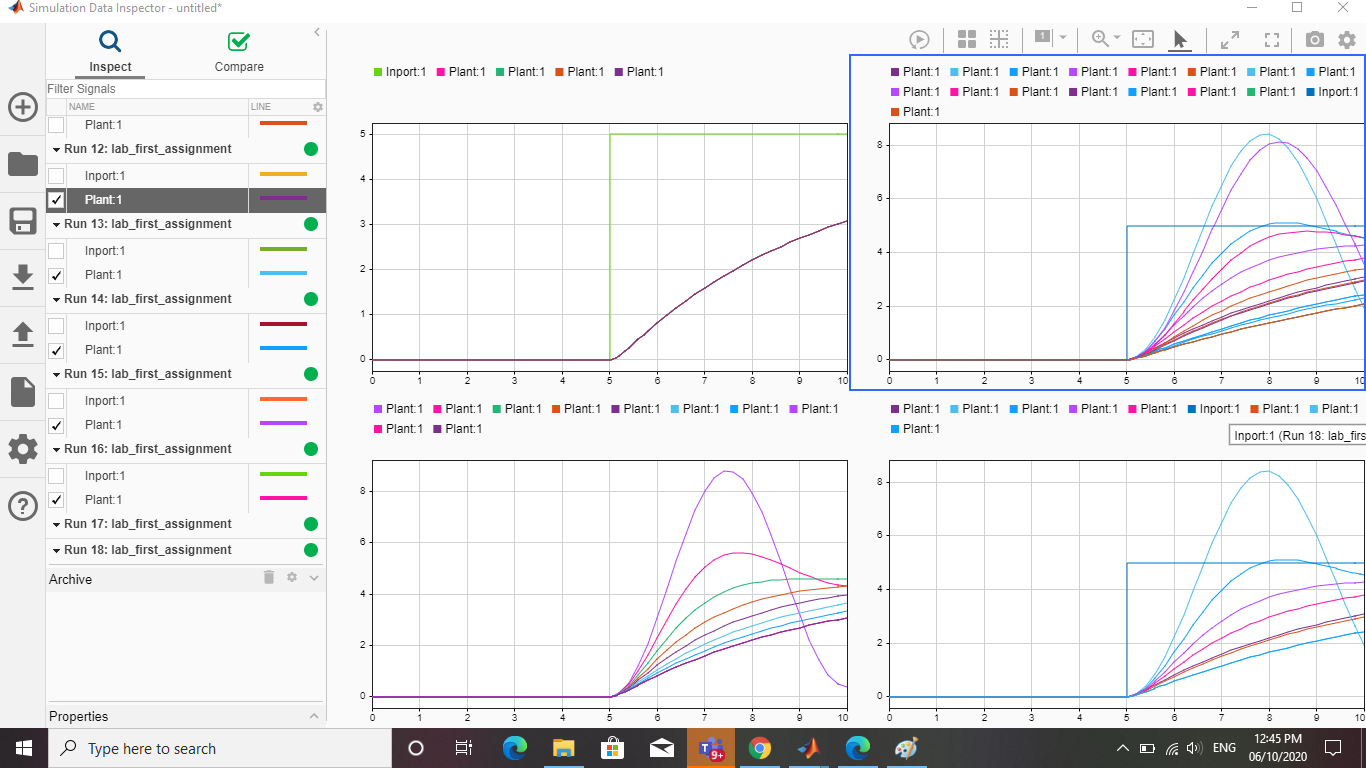 Simulation Data Inspector - untitled*
Inspect
Compare
Filter Signals
NAME LINE
Plant:1
Run 12: lab_first_assignment
Inport:1
Plant:1
Run 13: lab_first_assignment
Inport:1
Plant:1
Run 14: lab_first_assignment
Inport:1
Plant:1
Run 15: lab_first_assignment
Inport:1
Plant:1
Run 16: lab_first_assignment
Inport:1
Plant:1
Run 17: lab_first_assignment
Run 18: lab_first_assignment
Archive
Properties
1
Inport:1 Plant:1 Plant:1 Plant:1 Plant:1
5
4
3
2
1
0
0 1 2 3 4 5 6 7 8 9 10
Plant:1 Plant:1 Plant:1 Plant:1 Plant:1 Plant:1 Plant:1 Plant:1
Plant:1 Plant:1 Plant:1 Plant:1 Plant:1 Plant:1 Plant:1 Inport:1
Plant:1
8
6
4
2
0
0 1 2 3 4 5 6 7 8 9 10
Plant:1 Plant:1 Plant:1 Plant:1 Plant:1 Plant:1 Plant:1 Plant:1
Plant:1 Plant:1
8
6
4
2
0
0 1 2 3 4 5 6 7 8 9 10
Plant:1 Plant:1 Plant:1 Plant:1 Plant:1 Inport:1 Plant:1 Plant:1
Plant:1
Inport:1 (Run 18: lab_firs
8
6
4
2
0
0 1 2 3 4 5 6 7 8 9 10
Type here to search
9+
ENG
12:45 PM
06/10/2020